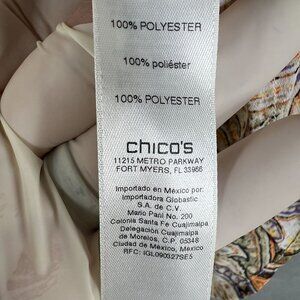 100% POLYESTER
100% poliéster
100% POLYESTER
chico's
11215 METRO PARKWAY
FORT MYERS, FL 33966
Importado en México por:
Importadora Globastic
S.A. de C.V.
Mario Pani No. 200
Colonia Santa Fe Cuajimalpa
Delegación Cuajimalpa
de Morelos, C.P. 05348
Ciudad de México, México
RFC: IGL090327SE5